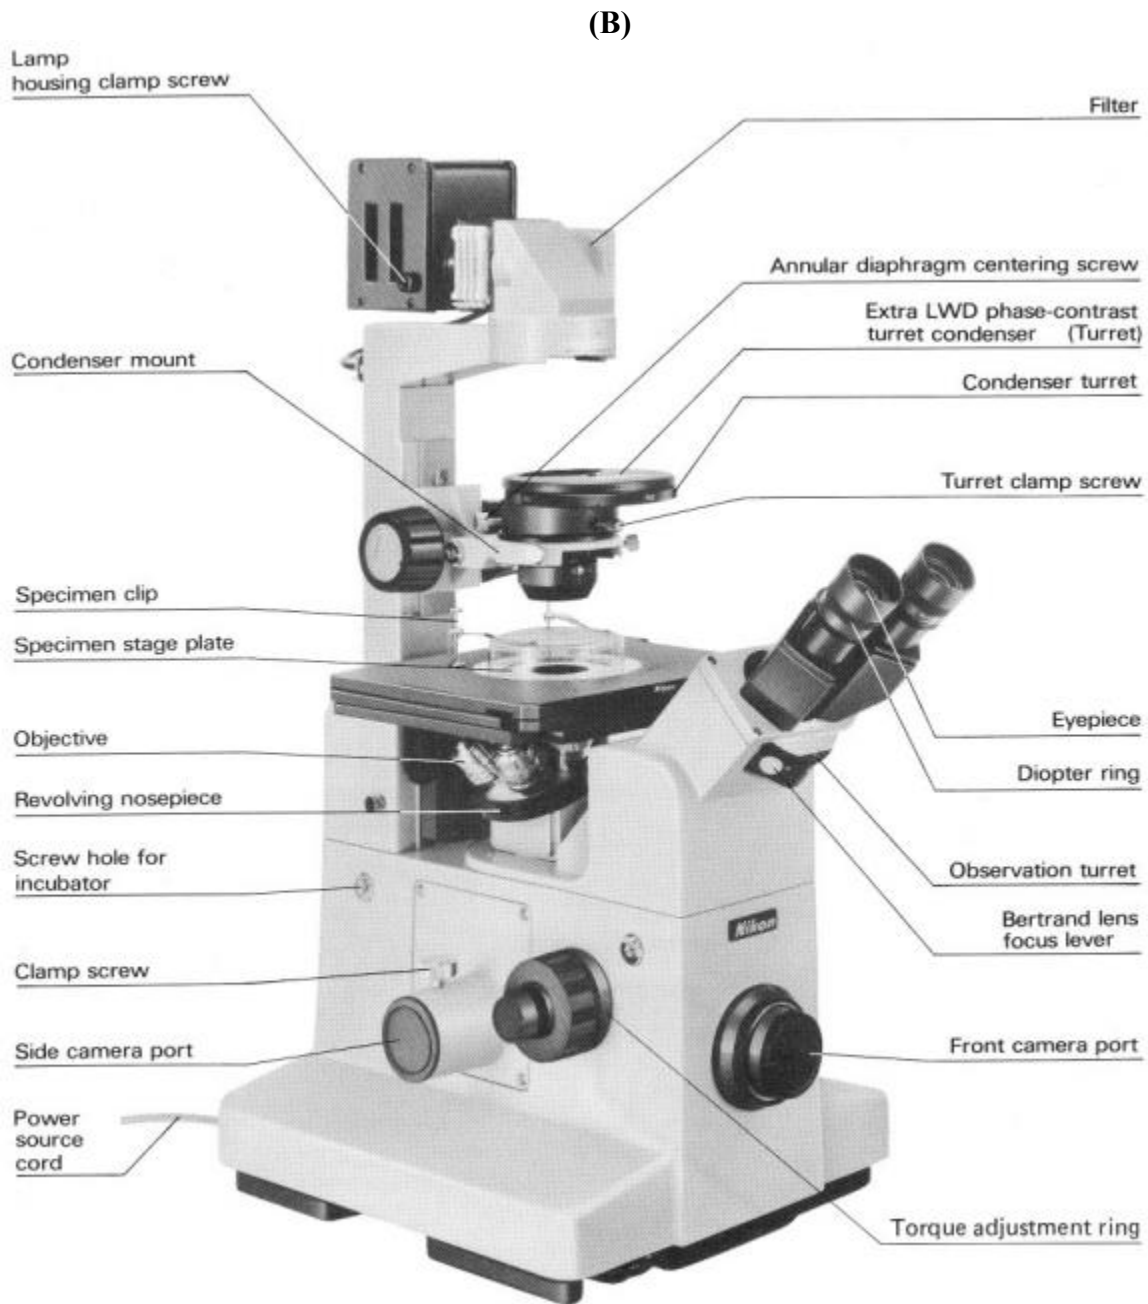 (B)
Lamp
housing clamp screw
Filter
Annular diaphragm centering screw
Extra LWD phase-contrast
turret condenser (Turret)
Condenser mount
Condenser turret
Turret clamp screw
Specimen clip
Specimen stage plate
Eyepiece
Objective
Diopter ring
Revolving nosepiece
Screw hole for
incubator
Observation turret
Bertrand lens
focus lever
Nikon
Clamp screw
Side camera port
Front camera port
Power
source
cord
Torque adjustment ring